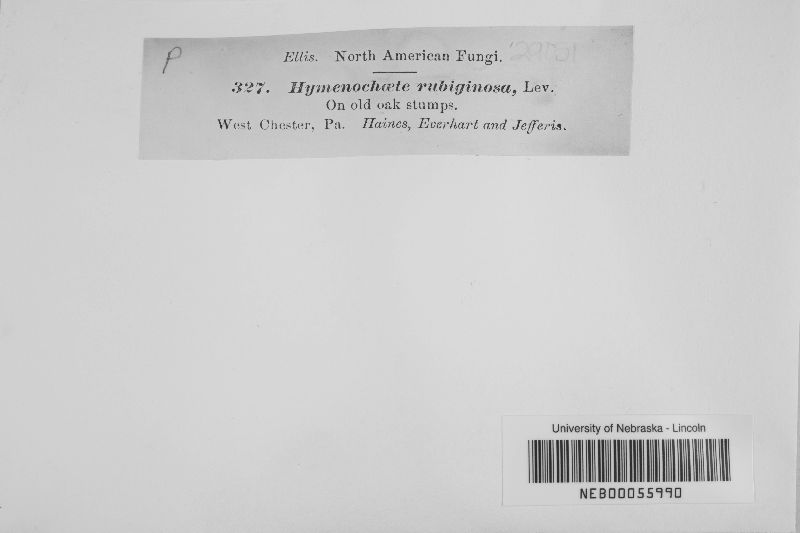 P
Ellis. North American Fungi.
327. Hymenochæte rubiginosa, Lev.
On old oak stumps.
West Chester, Pa. Haines, Everhart and Jefferis.
University of Nebraska - Lincoln
NEB00055990